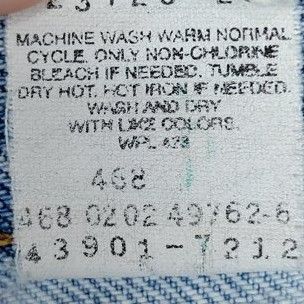 MACHINE WASH WARM NORMAL
CYCLE. ONLY NON-CHLORINE
BLEACH IF NEEDED. TUMBLE
DRY HOT. HOT IRON IF NEEDED.
WASH AND DRY
WITH LIKE COLORS.
WPL 423
468
468 0202 49762-6
43901-7212